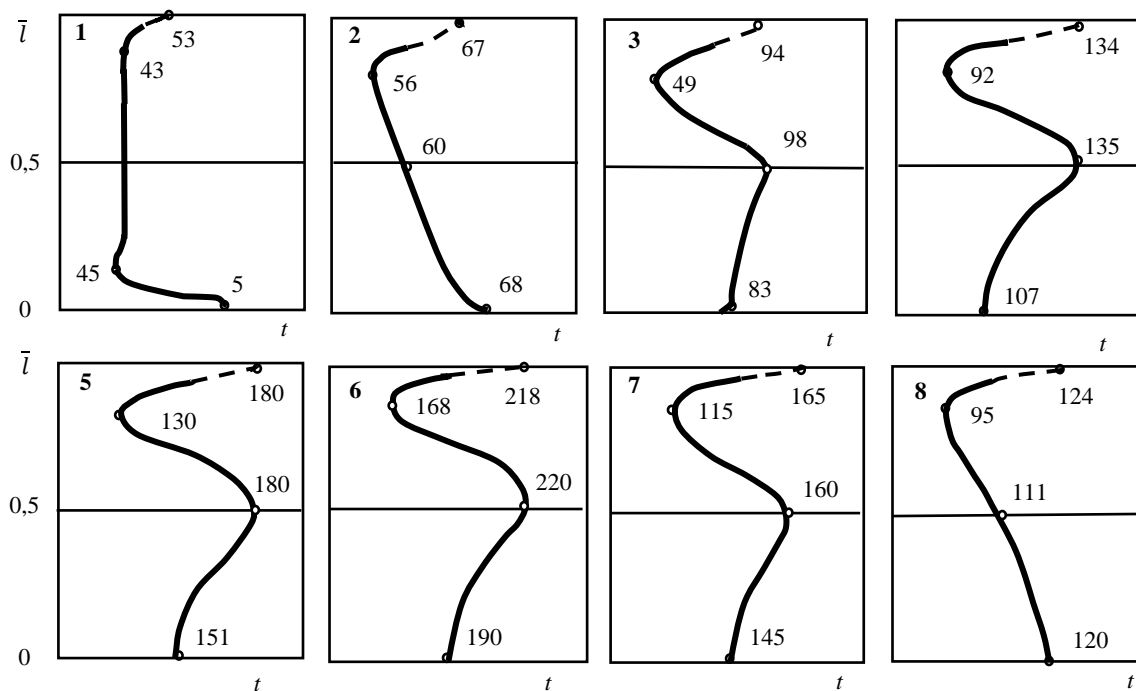 l̅ 1 53 2 67 3 94 134
43 56 49 92
0,5 60 98 135
45 5 68 83 107
0
t t t t
l̅ 5 180 6 218 7 165 8 124
130 168 115 95
0,5 180 220 160 111
151 190 145 120
0
t t t t